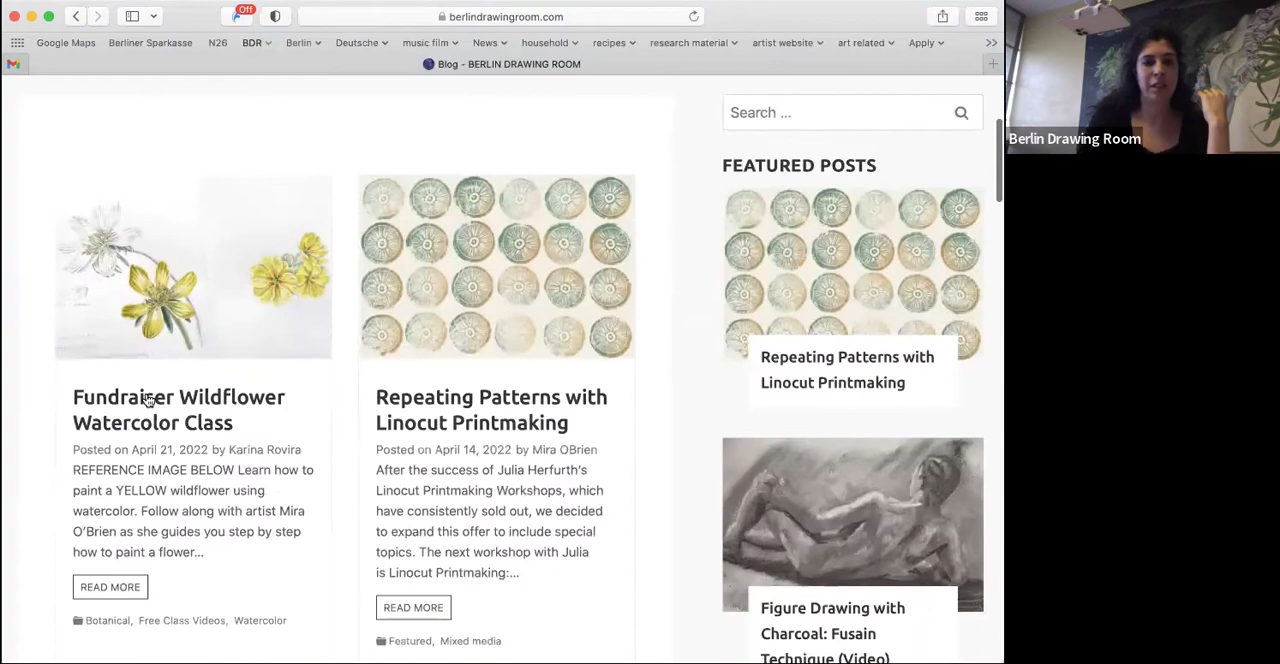 Off
berlindrawingroom.com
Google Maps Berliner Sparkasse N26 BDR Berlin Deutsche music film News household recipes research material artist website art related Apply
Blog - BERLIN DRAWING ROOM
Berlin Drawing Room
Search ...
FEATURED POSTS
Repeating Patterns with
Linocut Printmaking
Figure Drawing with
Charcoal: Fusain
Technique (Video)
Fundraiser Wildflower
Watercolor Class
Posted on April 21, 2022 by Karina Rovira
REFERENCE IMAGE BELOW Learn how to
paint a YELLOW wildflower using
watercolor. Follow along with artist Mira
O’Brien as she guides you step by step
how to paint a flower...
READ MORE
Botanical, Free Class Videos, Watercolor
Repeating Patterns with
Linocut Printmaking
Posted on April 14, 2022 by Mira OBrien
After the success of Julia Herfurth’s
Linocut Printmaking Workshops, which
have consistently sold out, we decided
to expand this offer to include special
topics. The next workshop with Julia
is Linocut Printmaking:...
READ MORE
Featured, Mixed media